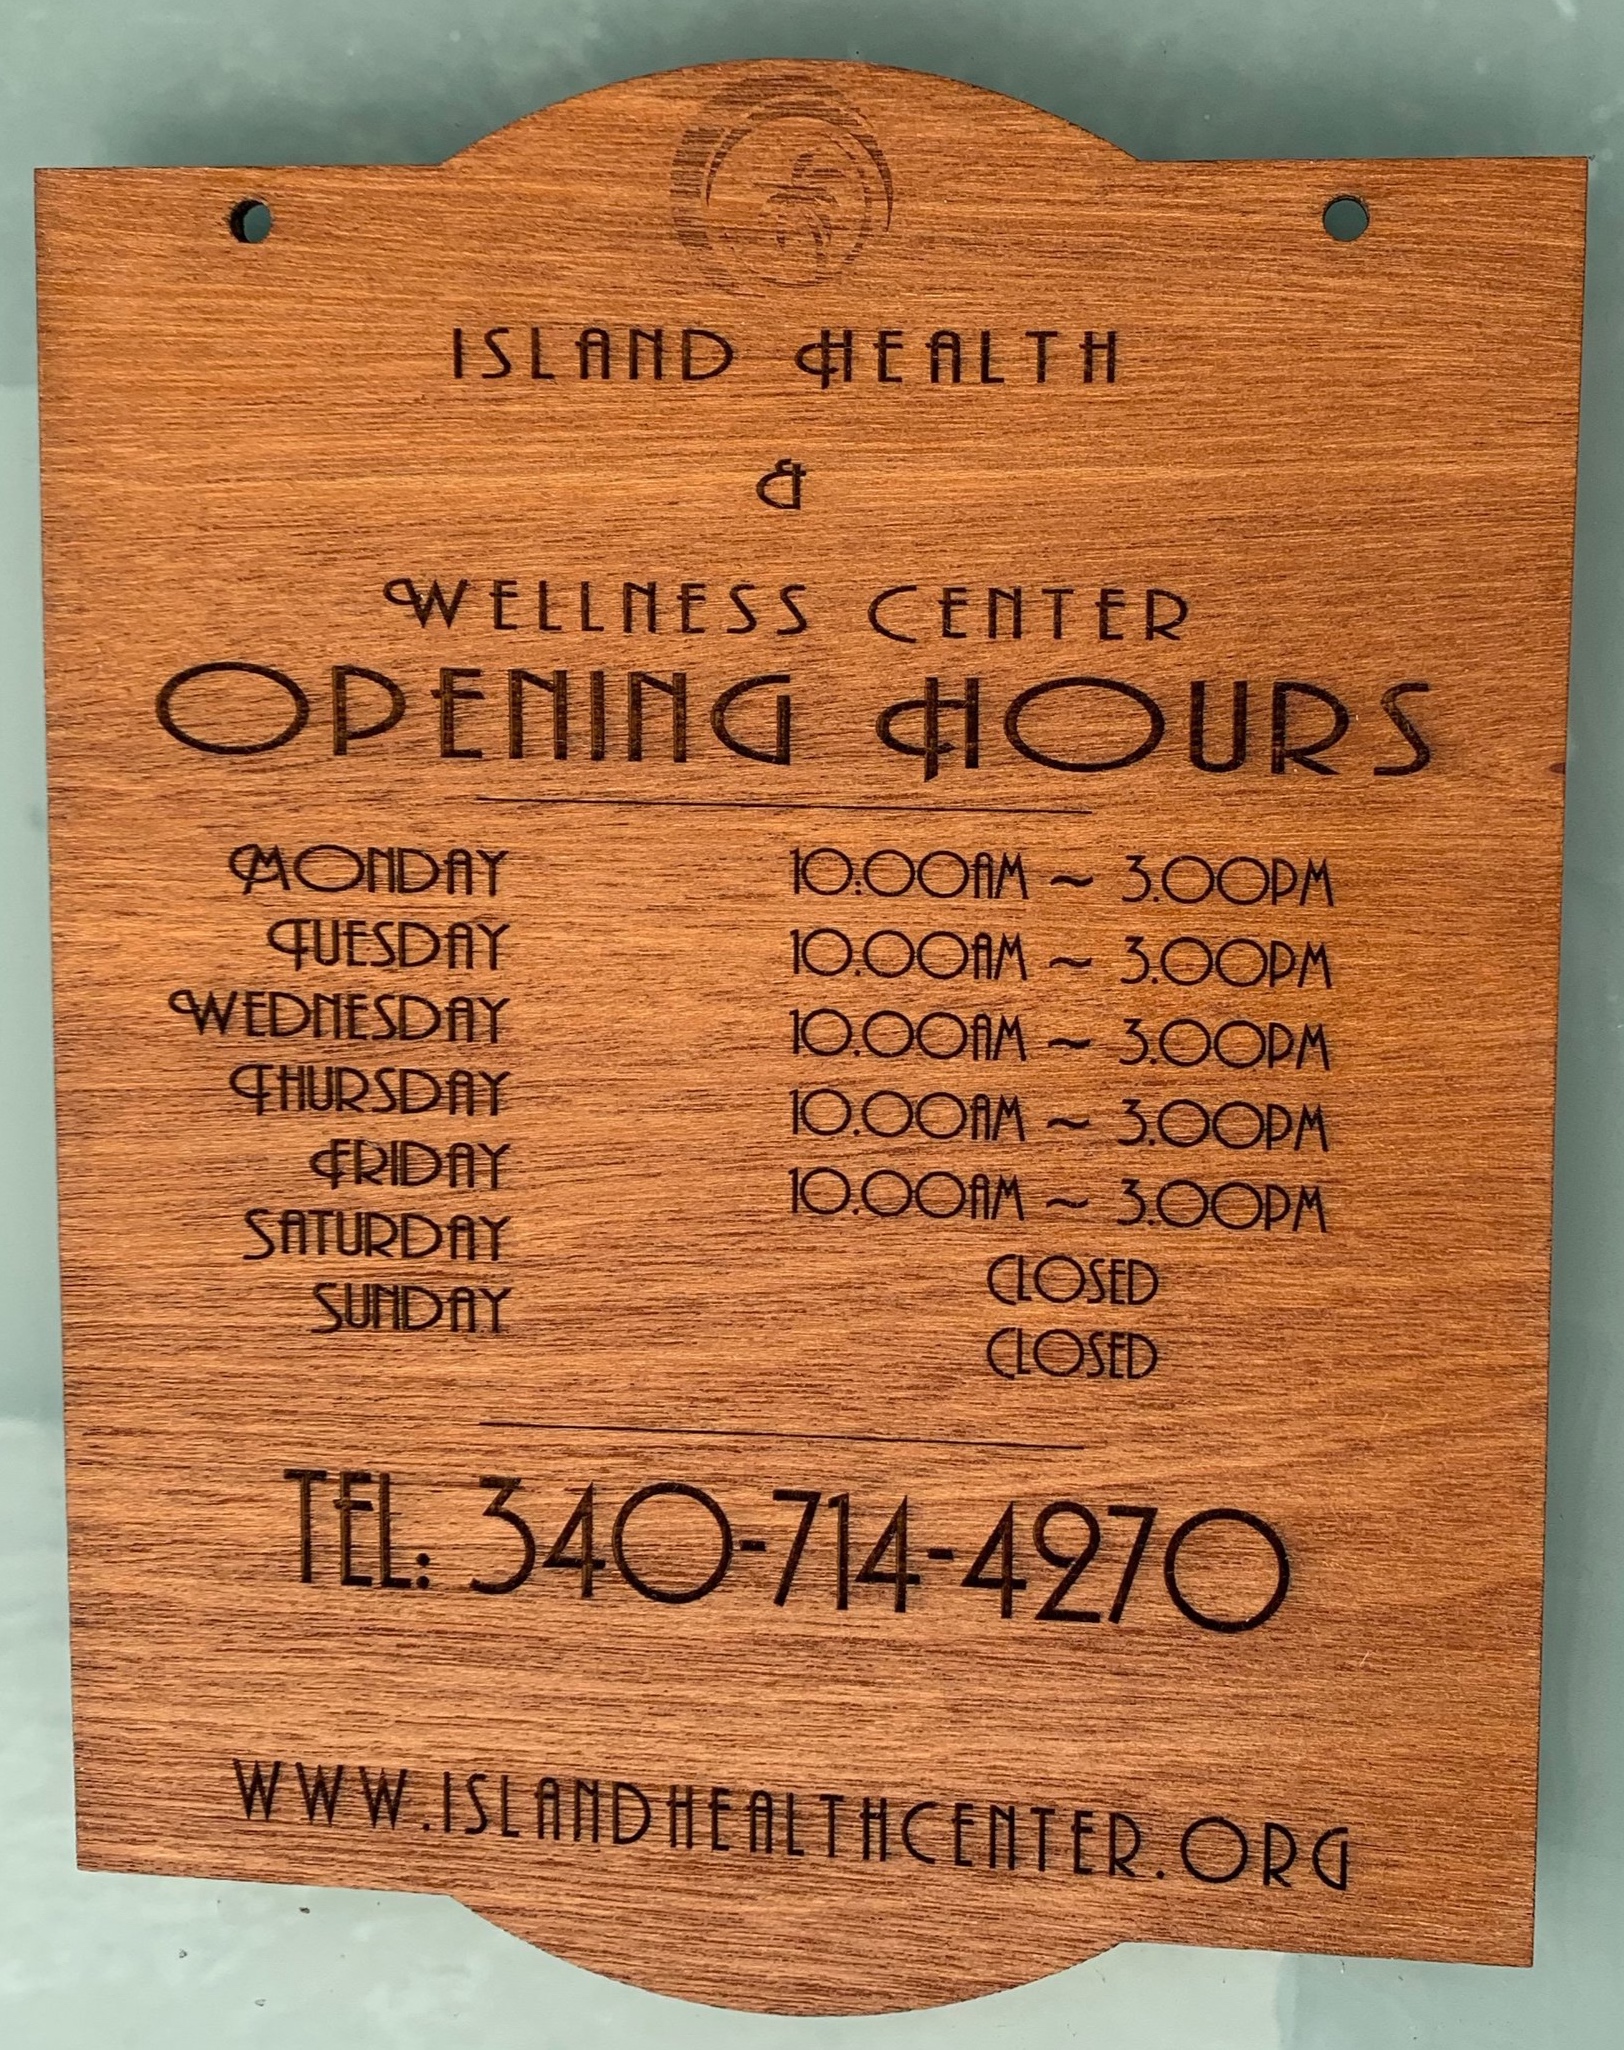 ISLAND HEALTH
&
WELLNESS CENTER
OPENING HOURS
MONDAY 10:00AM ~ 3.00PM
TUESDAY 10.00AM ~ 3.00PM
WEDNESDAY 10.00AM ~ 3.00PM
THURSDAY 10.00AM ~ 3.00PM
FRIDAY 10.00AM ~ 3.00PM
SATURDAY CLOSED
SUNDAY CLOSED
TEL: 340-714-4270
WWW.ISLANDHEALTHCENTER.ORG